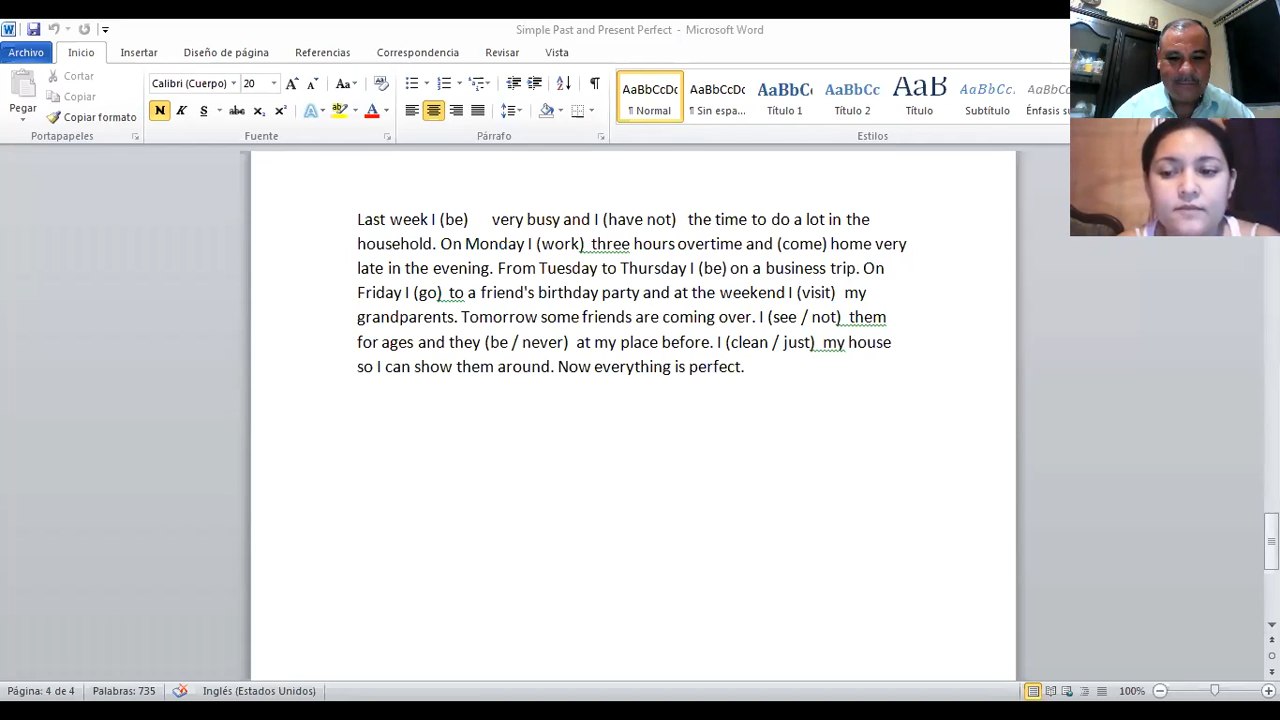 Simple Past and Present Perfect - Microsoft Word
Archivo Inicio Insertar Diseño de página Referencias Correspondencia Revisar Vista
Pegar
Cortar
Copiar
Copiar formato
Portapapeles
Calibri (Cuerpo) 20
N K S abc x₂ x²
Fuente
Párrafo
AaBbCcDc AaBbCcDc AaBbC AaBbCc AaB AaBbCc. AaBbCc
¶ Normal ¶ Sin espa... Título 1 Título 2 Título Subtítulo Énfasis su
Estilos
Last week I (be) very busy and I (have not) the time to do a lot in the
household. On Monday I (work) three hours overtime and (come) home very
late in the evening. From Tuesday to Thursday I (be) on a business trip. On
Friday I (go) to a friend's birthday party and at the weekend I (visit) my
grandparents. Tomorrow some friends are coming over. I (see / not) them
for ages and they (be / never) at my place before. I (clean / just) my house
so I can show them around. Now everything is perfect.
Página: 4 de 4 Palabras: 735 Inglés (Estados Unidos) 100%